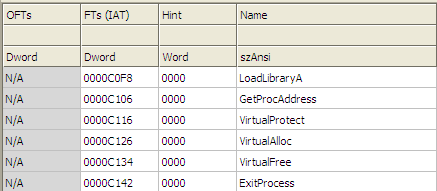 OFTs FTs (IAT) Hint Name
Dword Dword Word szAnsi
N/A 0000C0F8 0000 LoadLibraryA
N/A 0000C106 0000 GetProcAddress
N/A 0000C116 0000 VirtualProtect
N/A 0000C126 0000 VirtualAlloc
N/A 0000C134 0000 VirtualFree
N/A 0000C142 0000 ExitProcess